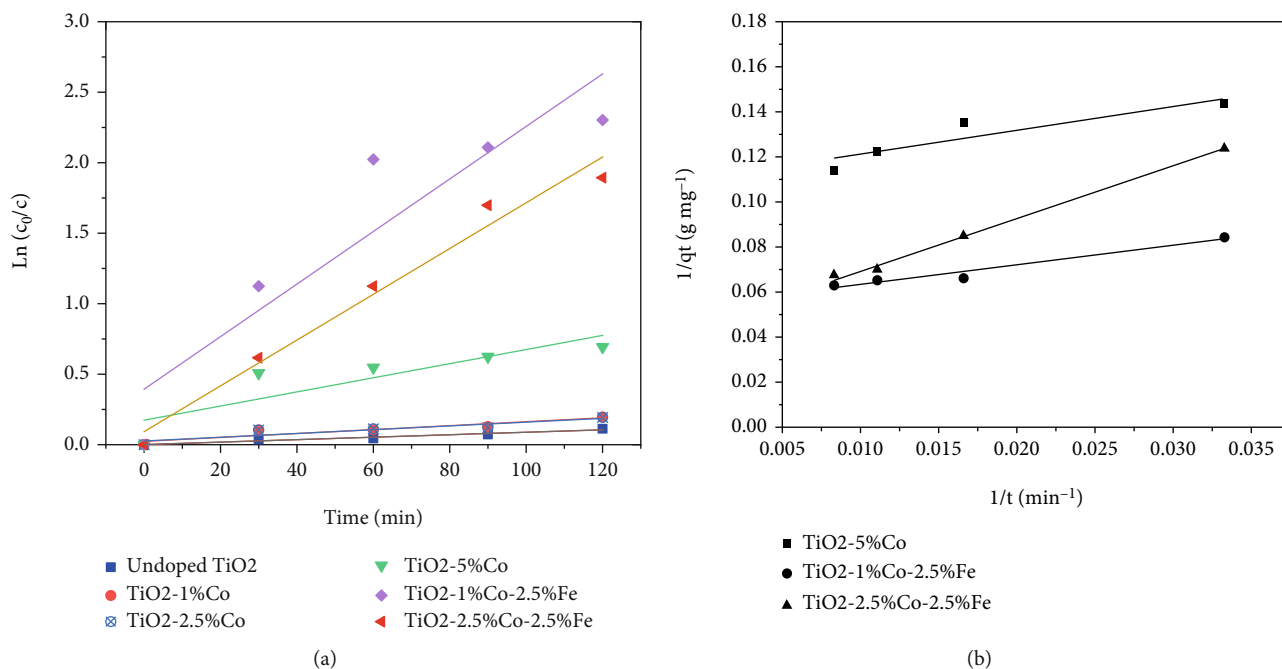 3.0
2.5
2.0
1.5
1.0
0.5
0.0
Ln (c0/c)
0 20 40 60 80 100 120
Time (min)
Undoped TiO2
TiO2-1%Co
TiO2-2.5%Co
TiO2-5%Co
TiO2-1%Co-2.5%Fe
TiO2-2.5%Co-2.5%Fe
(a)
0.18
0.16
0.14
0.12
0.10
0.08
0.06
0.04
0.02
0.00
1/qt (g mg−1)
0.005 0.010 0.015 0.020 0.025 0.030 0.035
1/t (min−1)
TiO2-5%Co
TiO2-1%Co-2.5%Fe
TiO2-2.5%Co-2.5%Fe
(b)